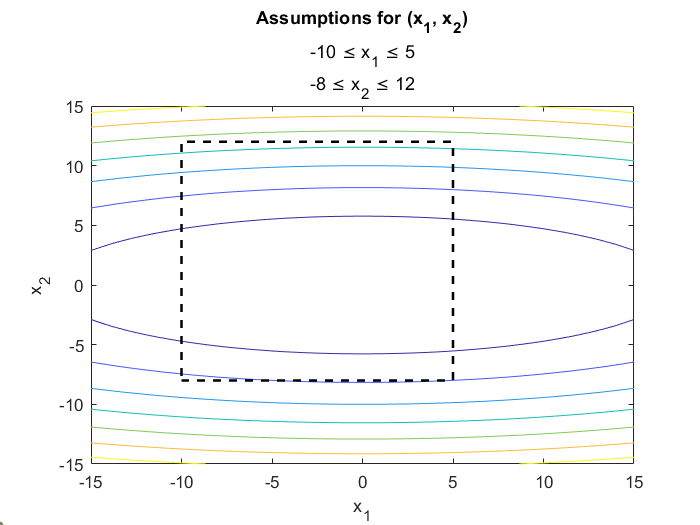 Assumptions for (x₁, x₂)
-10 ≤ x₁ ≤ 5
-8 ≤ x₂ ≤ 12
15
10
5
0
-5
-10
-15
x₂
-15 -10 -5 0 5 10 15
x₁